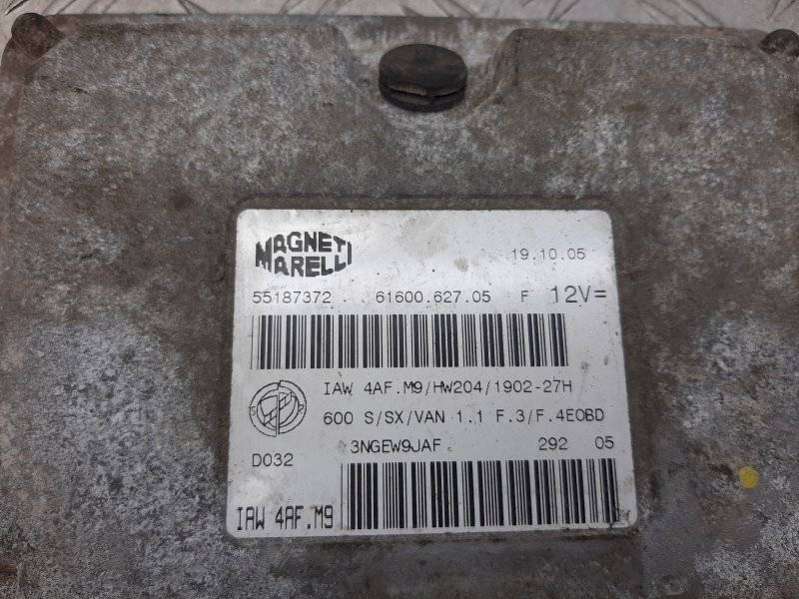 MAGNETI
MARELLI
19.10.05
55187372 61600.627.05 F 12V=
IAW 4AF.M9/HW204/1902-27H
600 S/SX/VAN 1.1 F.3/F.4EOBD
3NGEW9JAF 292 05
D032
IAW 4AF.M9